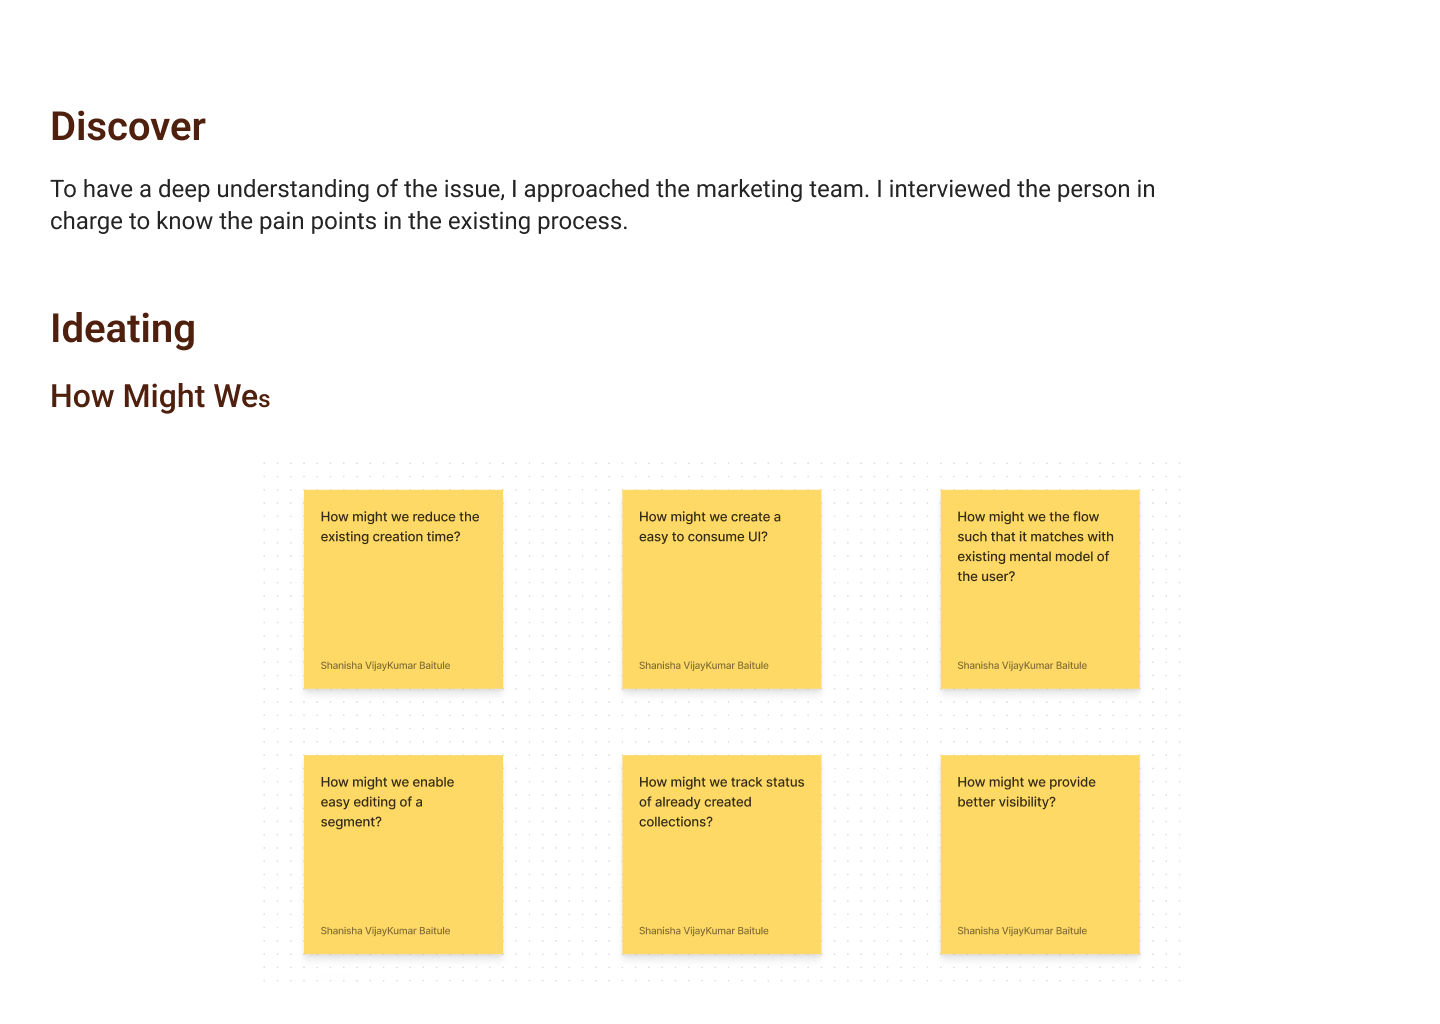 Discover
To have a deep understanding of the issue, I approached the marketing team. I interviewed the person in
charge to know the pain points in the existing process.
Ideating
How Might Wes
How might we reduce the
existing creation time?
Shanisha VijayKumar Baitule
How might we create a
easy to consume UI?
Shanisha VijayKumar Baitule
How might we the flow
such that it matches with
existing mental model of
the user?
Shanisha VijayKumar Baitule
How might we enable
easy editing of a
segment?
Shanisha VijayKumar Baitule
How might we track status
of already created
collections?
Shanisha VijayKumar Baitule
How might we provide
better visibility?
Shanisha VijayKumar Baitule